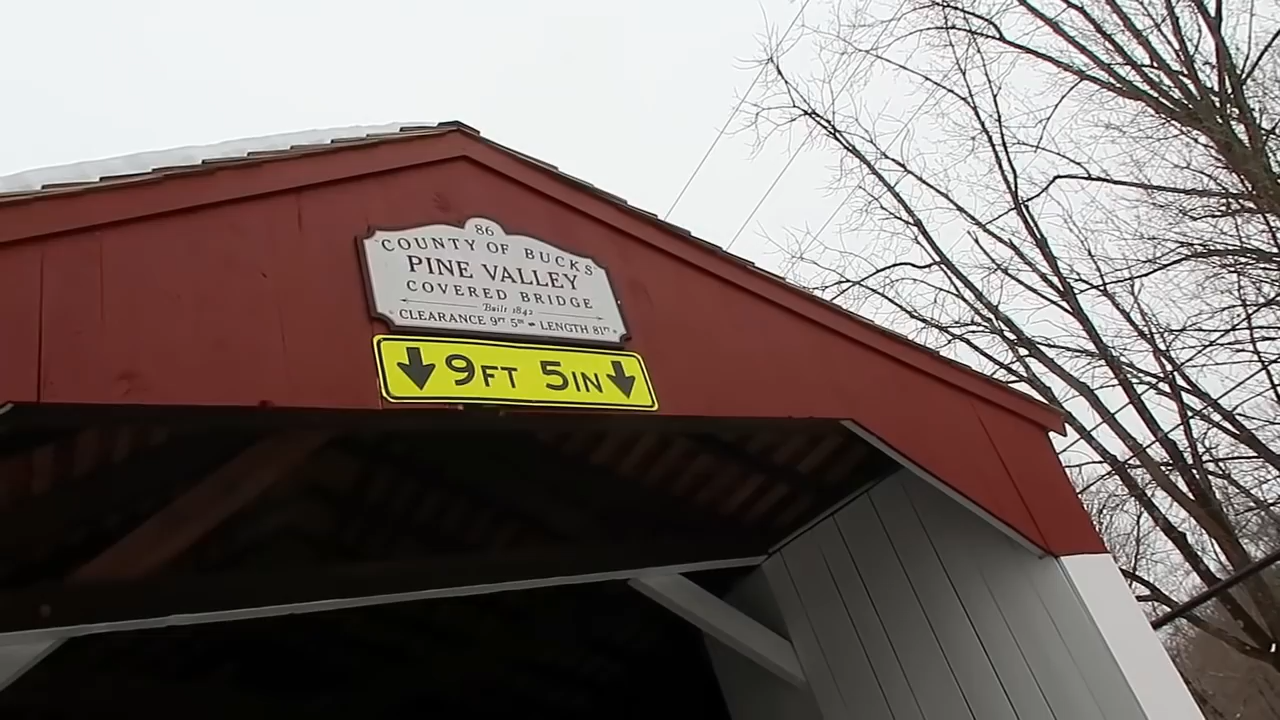 86
COUNTY OF BUCKS
PINE VALLEY
COVERED BRIDGE
Built 1842
CLEARANCE 9FT 5IN LENGTH 81FT
9FT 5IN